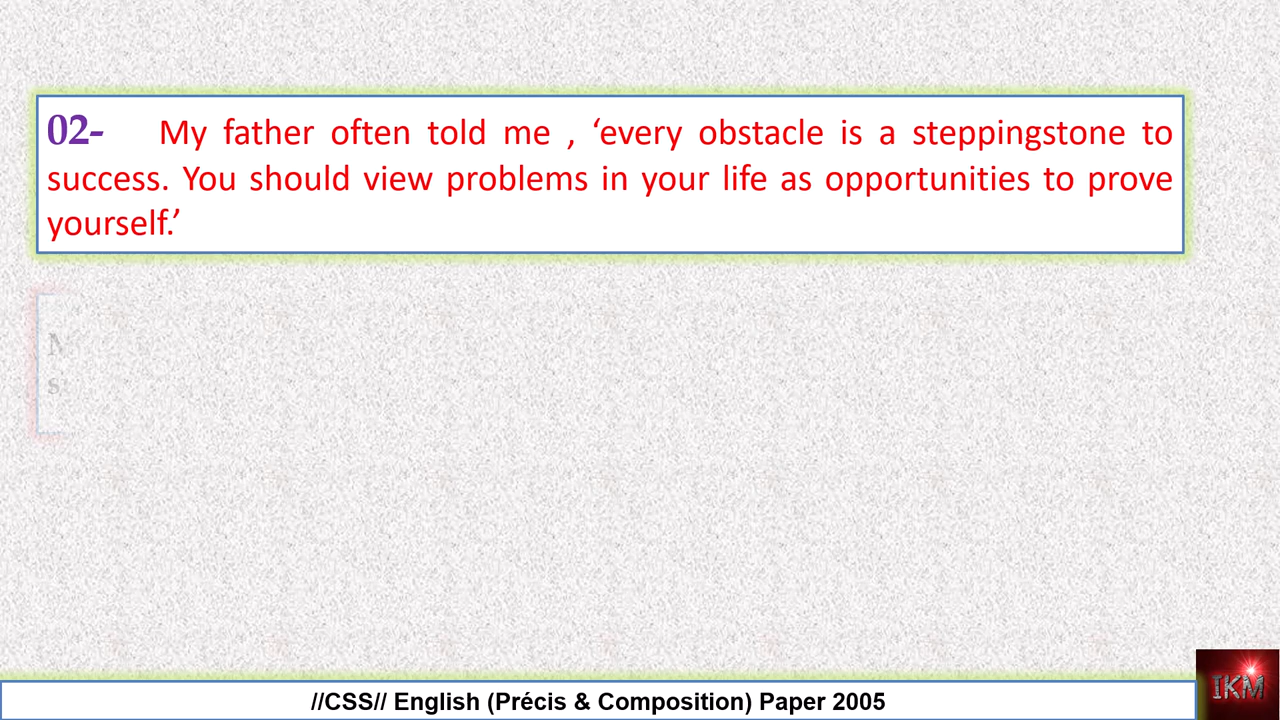 02- My father often told me , ‘every obstacle is a steppingstone to
success. You should view problems in your life as opportunities to prove
yourself.’
//CSS// English (Précis & Composition) Paper 2005
IKM